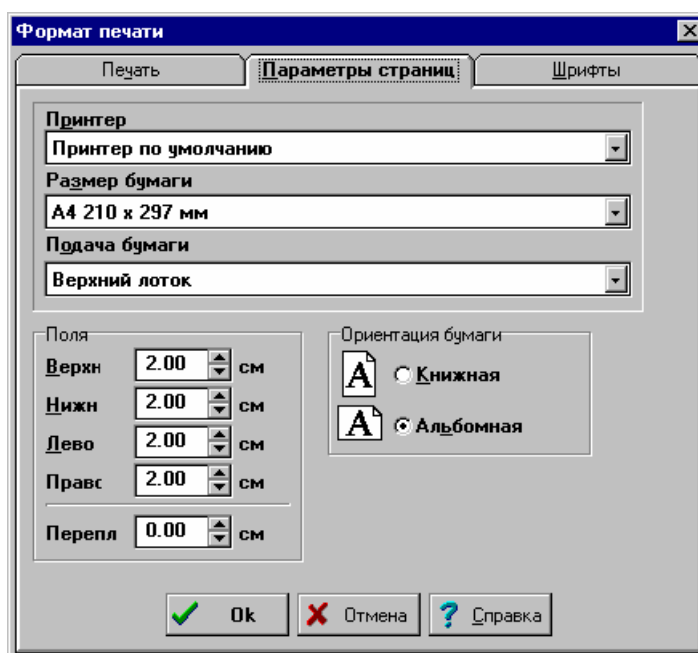 Формат печати
Печать Параметры страниц Шрифты
Принтер
Принтер по умолчанию
Размер бумаги
A4 210 x 297 мм
Подача бумаги
Верхний лоток
Поля
Верхн 2.00 см
Нижн 2.00 см
Лево 2.00 см
Правс 2.00 см
Перепл 0.00 см
Ориентация бумаги
A Книжная
A Альбомная
Ok Отмена ? Справка